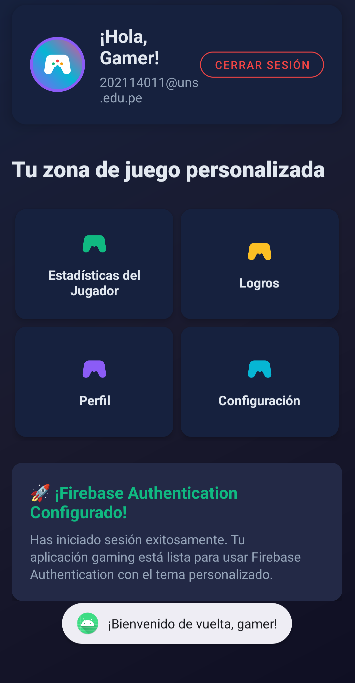 ¡Hola,
Gamer!
202114011@uns
.edu.pe
CERRAR SESIÓN
Tu zona de juego personalizada
Estadísticas del
Jugador
Logros
Perfil
Configuración
🚀 ¡Firebase Authentication
Configurado!
Has iniciado sesión exitosamente. Tu
aplicación gaming está lista para usar Firebase
Authentication con el tema personalizado.
¡Bienvenido de vuelta, gamer!